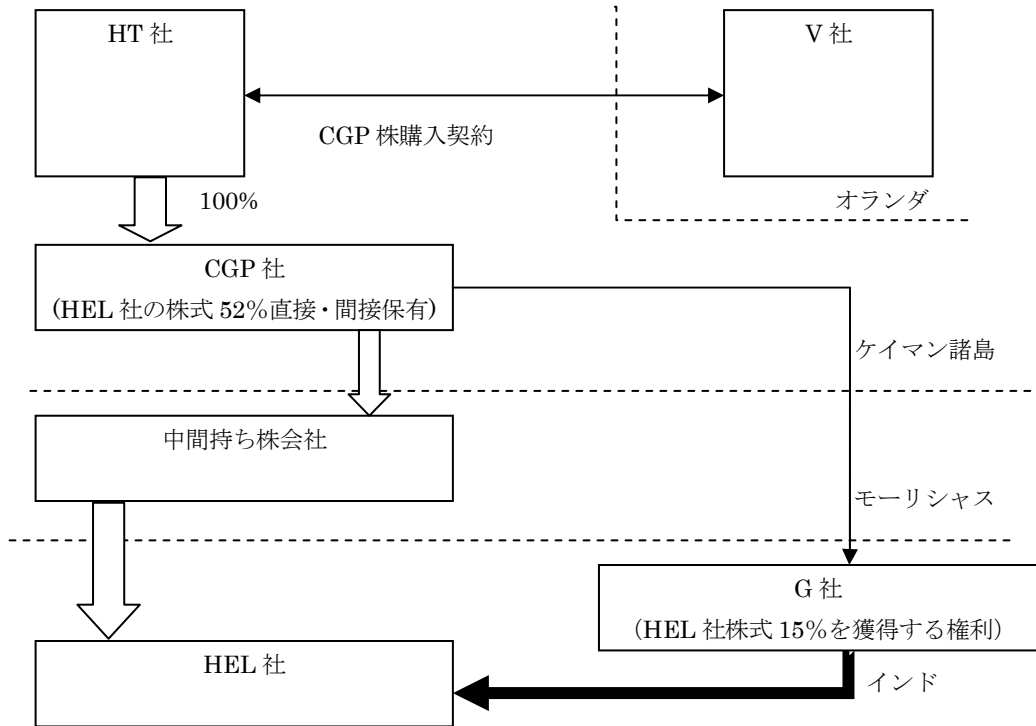 HT 社
V 社
CGP 株購入契約
100%
オランダ
CGP 社
(HEL 社の株式 52%直接・間接保有)
ケイマン諸島
中間持ち株会社
モーリシャス
G 社
（HEL 社株式 15%を獲得する権利）
HEL 社
インド